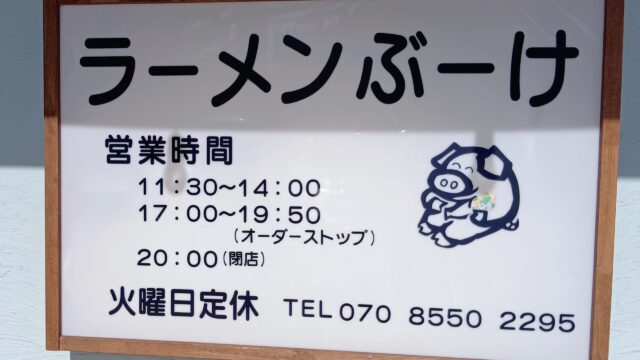 ラーメンぶーけ
営業時間
11：30～14：00
17：00～19：50
(オーダーストップ)
20：00(閉店)
火曜日定休 TEL 070 8550 2295